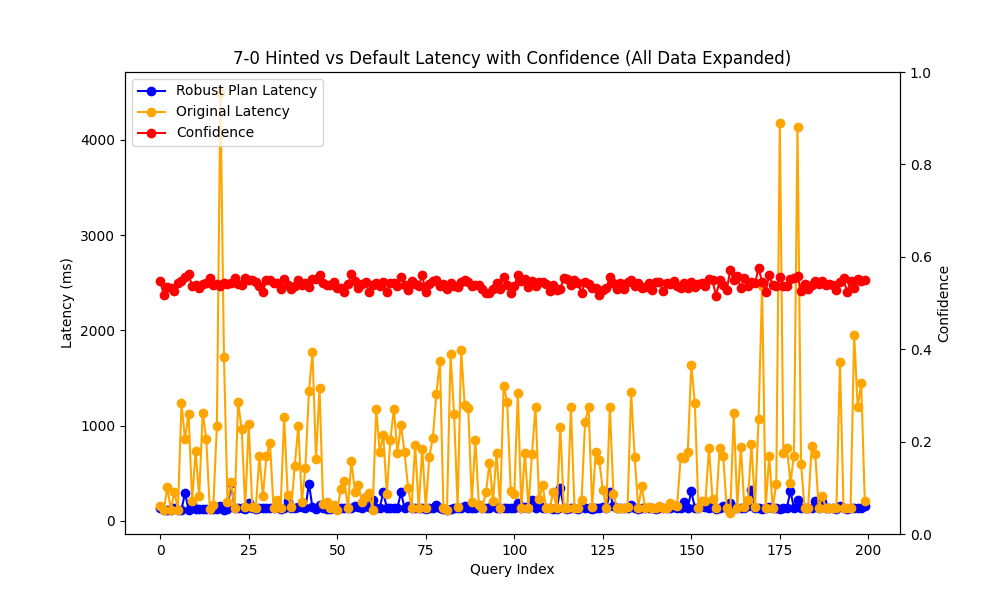 7-0 Hinted vs Default Latency with Confidence (All Data Expanded)
Robust Plan Latency
Original Latency
Confidence
Latency (ms)
4000
3000
2000
1000
0
1.0
0.8
0.6
0.4
0.2
0.0
Confidence
0
25
50
75
100
125
150
175
200
Query Index